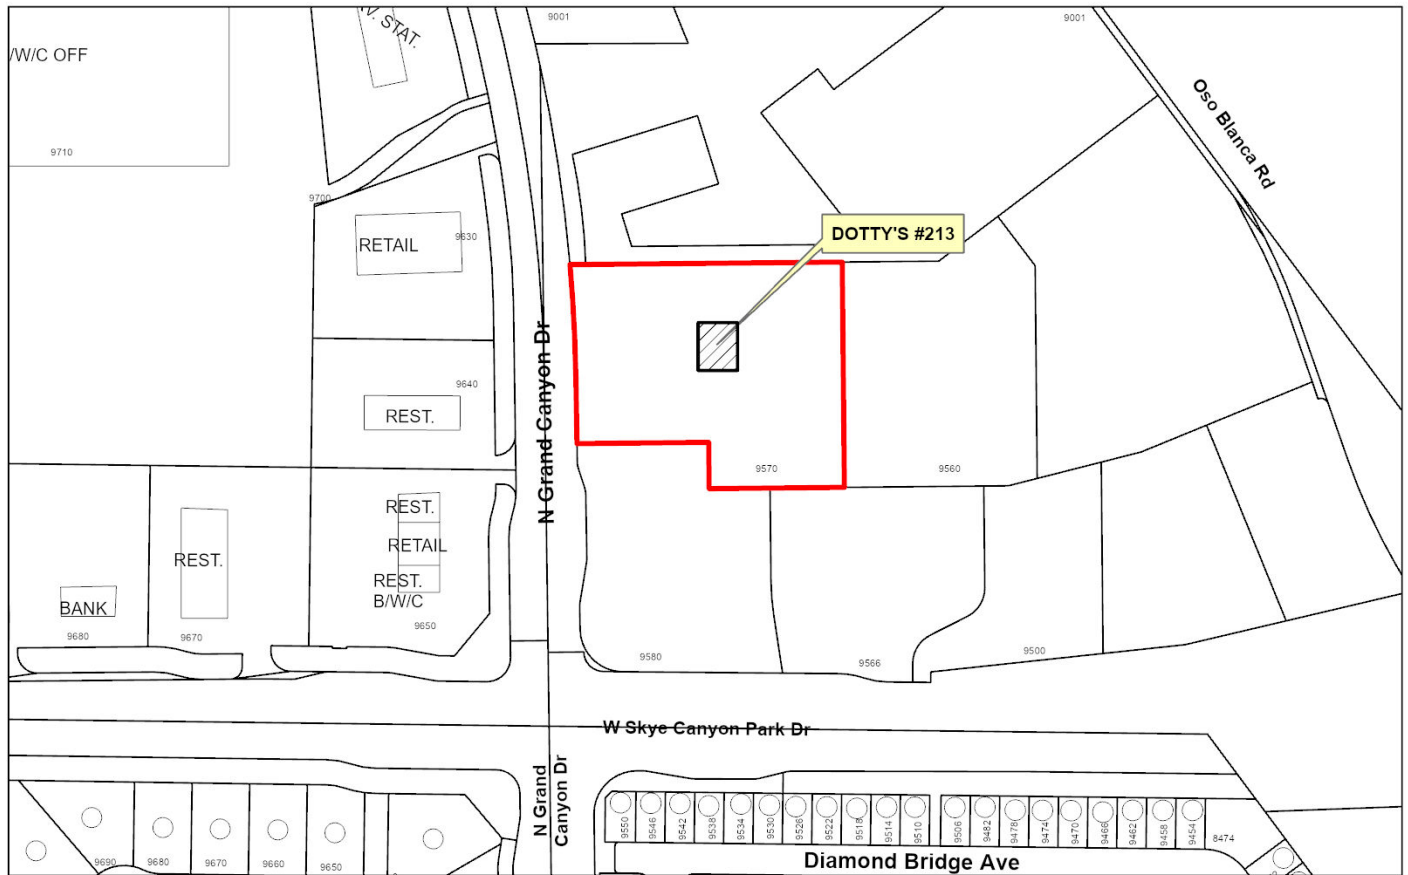 9001
9001
V. STAT.
/W/C OFF
Oso Blanca Rd
9710
9700
DOTTY'S #213
RETAIL
9630
N Grand Canyon Dr
9640
REST.
9570
9560
REST.
RETAIL
REST.
REST.
B/W/C
BANK
9650
9680
9670
9580
9566
9500
W Skye Canyon Park Dr
N Grand
Canyon Dr
9550
9546
9542
9538
9534
9530
9526
9522
9518
9514
9510
9506
9482
9478
9474
9470
9466
9462
9458
9454
8474
9690
9680
9670
9660
9650
Diamond Bridge Ave